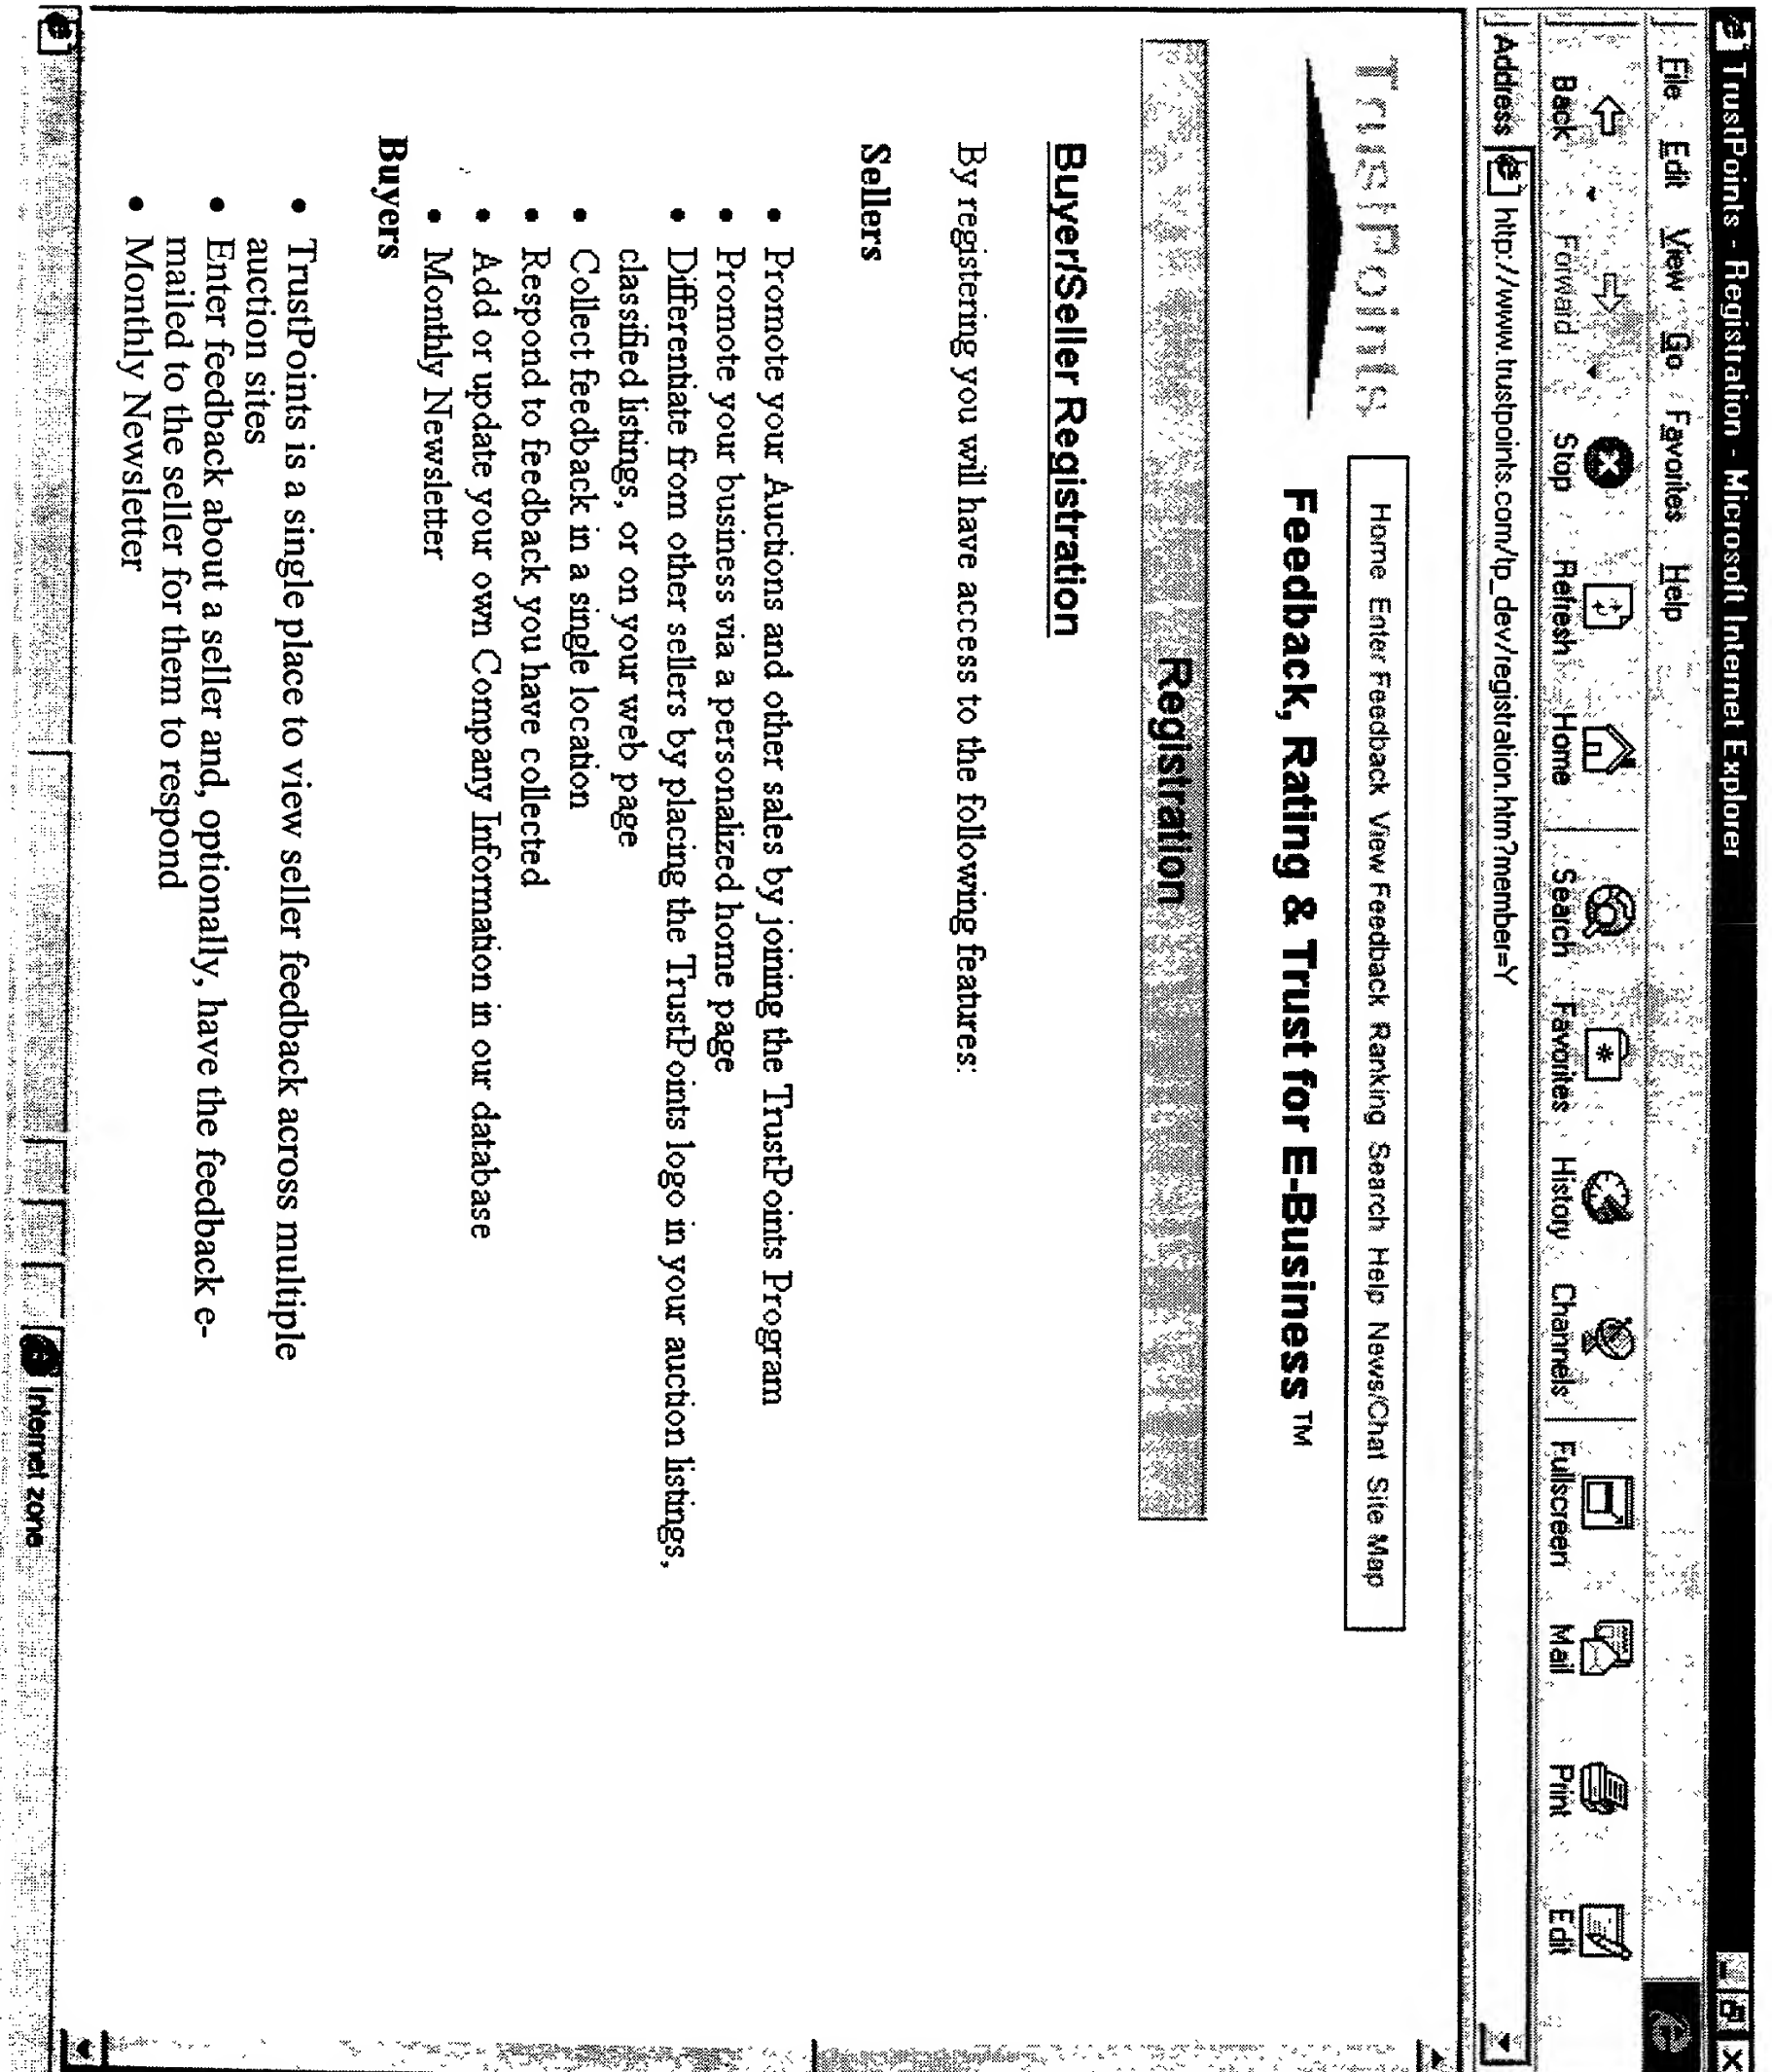 TrustPoints - Registration - Microsoft Internet Explorer
File Edit View Go Favorites Help
Back Forward Stop Refresh Home Search Favorites History Channels Fullscreen Mail Print Edit
Address http://www.trustpoints.com/tp_dev/registration.htm?member=Y
TrustPoints
Home Enter Feedback View Feedback Ranking Search Help News/Chat Site Map
Feedback, Rating & Trust for E-Business™
Registration
Buyer/Seller Registration
By registering you will have access to the following features:
Sellers
• Promote your Auctions and other sales by joining the TrustPoints Program
• Promote your business via a personalized home page
• Differentiate from other sellers by placing the TrustPoints logo in your auction listings,
classified listings, or on your web page
• Collect feedback in a single location
• Respond to feedback you have collected
• Add or update your own Company Information in our database
• Monthly Newsletter
Buyers
• TrustPoints is a single place to view seller feedback across multiple
auction sites
• Enter feedback about a seller and, optionally, have the feedback e-
mailed to the seller for them to respond
• Monthly Newsletter
Internet zone